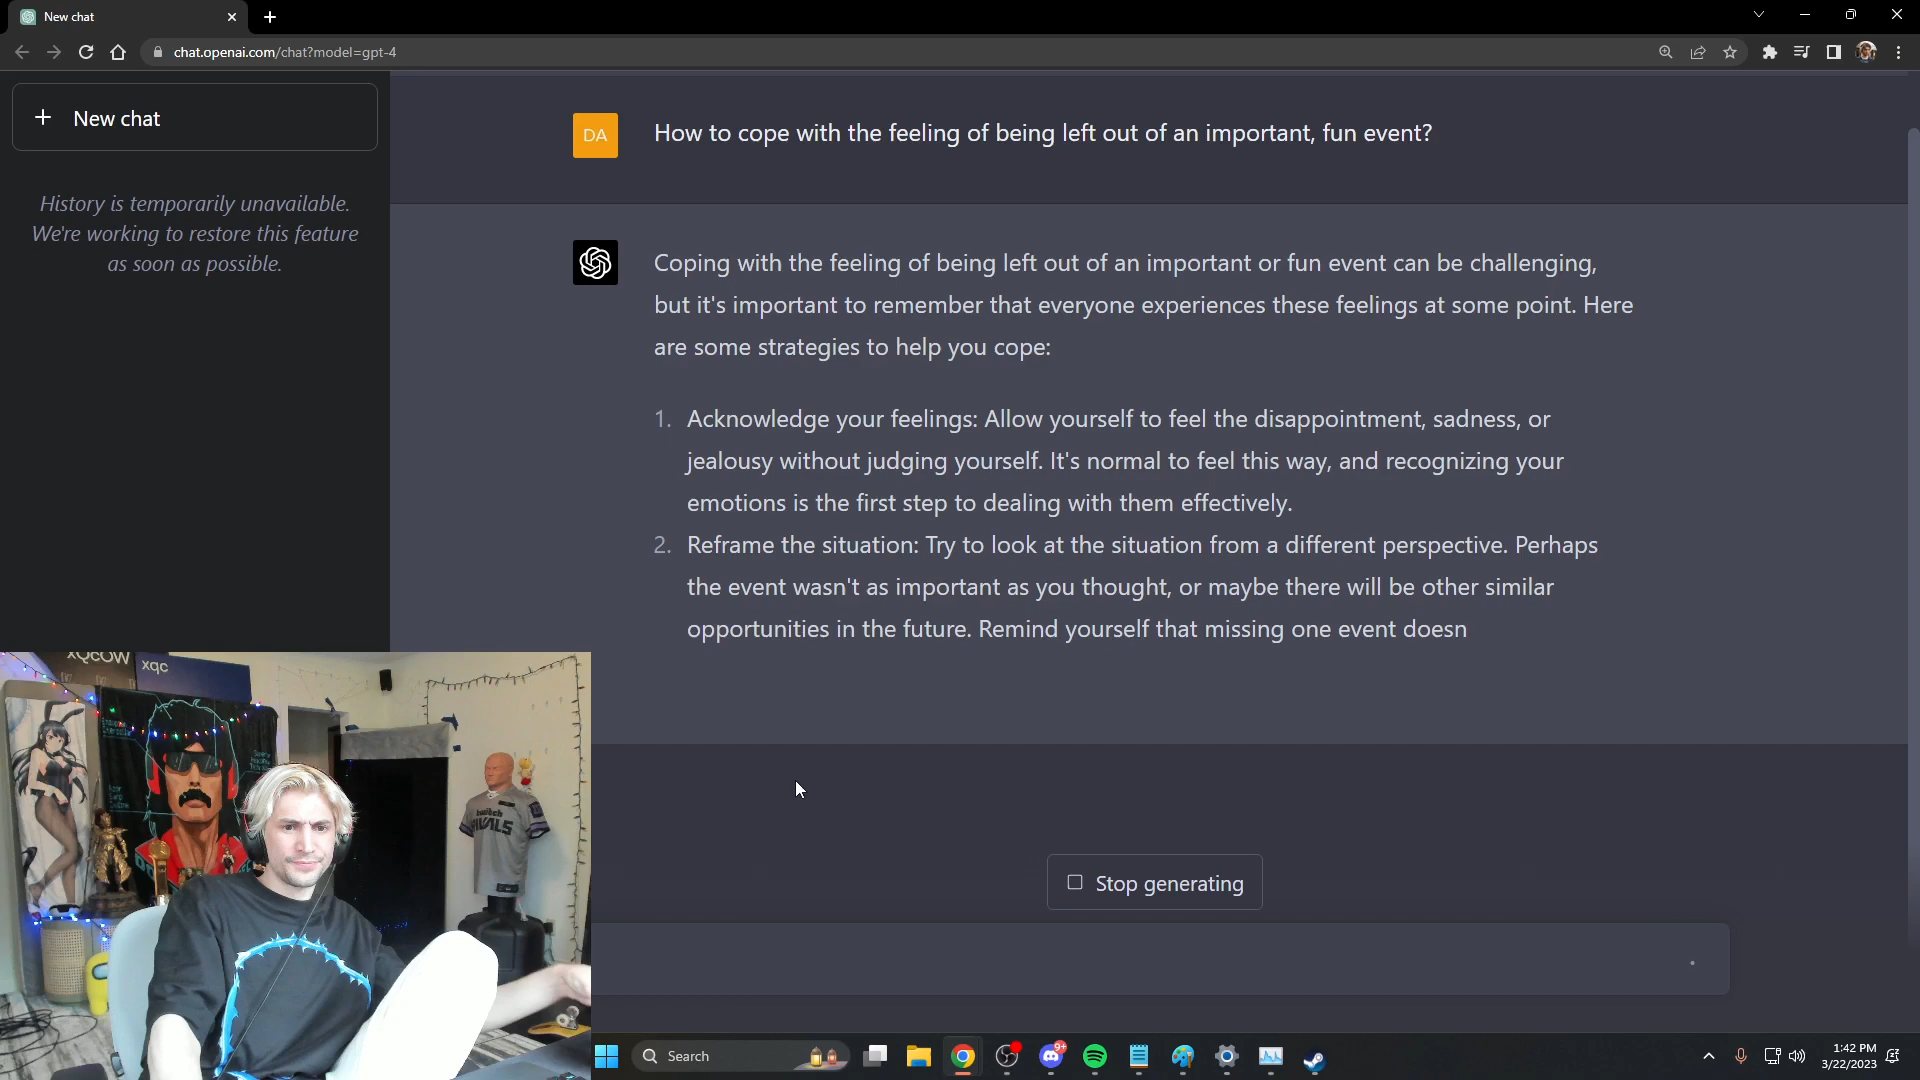 New chat
chat.openai.com/chat?model=gpt-4
+ New chat
History is temporarily unavailable.
We're working to restore this feature
as soon as possible.
DA
How to cope with the feeling of being left out of an important, fun event?
Coping with the feeling of being left out of an important or fun event can be challenging,
but it's important to remember that everyone experiences these feelings at some point. Here
are some strategies to help you cope:
1. Acknowledge your feelings: Allow yourself to feel the disappointment, sadness, or
jealousy without judging yourself. It's normal to feel this way, and recognizing your
emotions is the first step to dealing with them effectively.
2. Reframe the situation: Try to look at the situation from a different perspective. Perhaps
the event wasn't as important as you thought, or maybe there will be other similar
opportunities in the future. Remind yourself that missing one event doesn
Stop generating
xQcOW
xqc
twitch
RIVALS
Search
9+
1:42 PM
3/22/2023